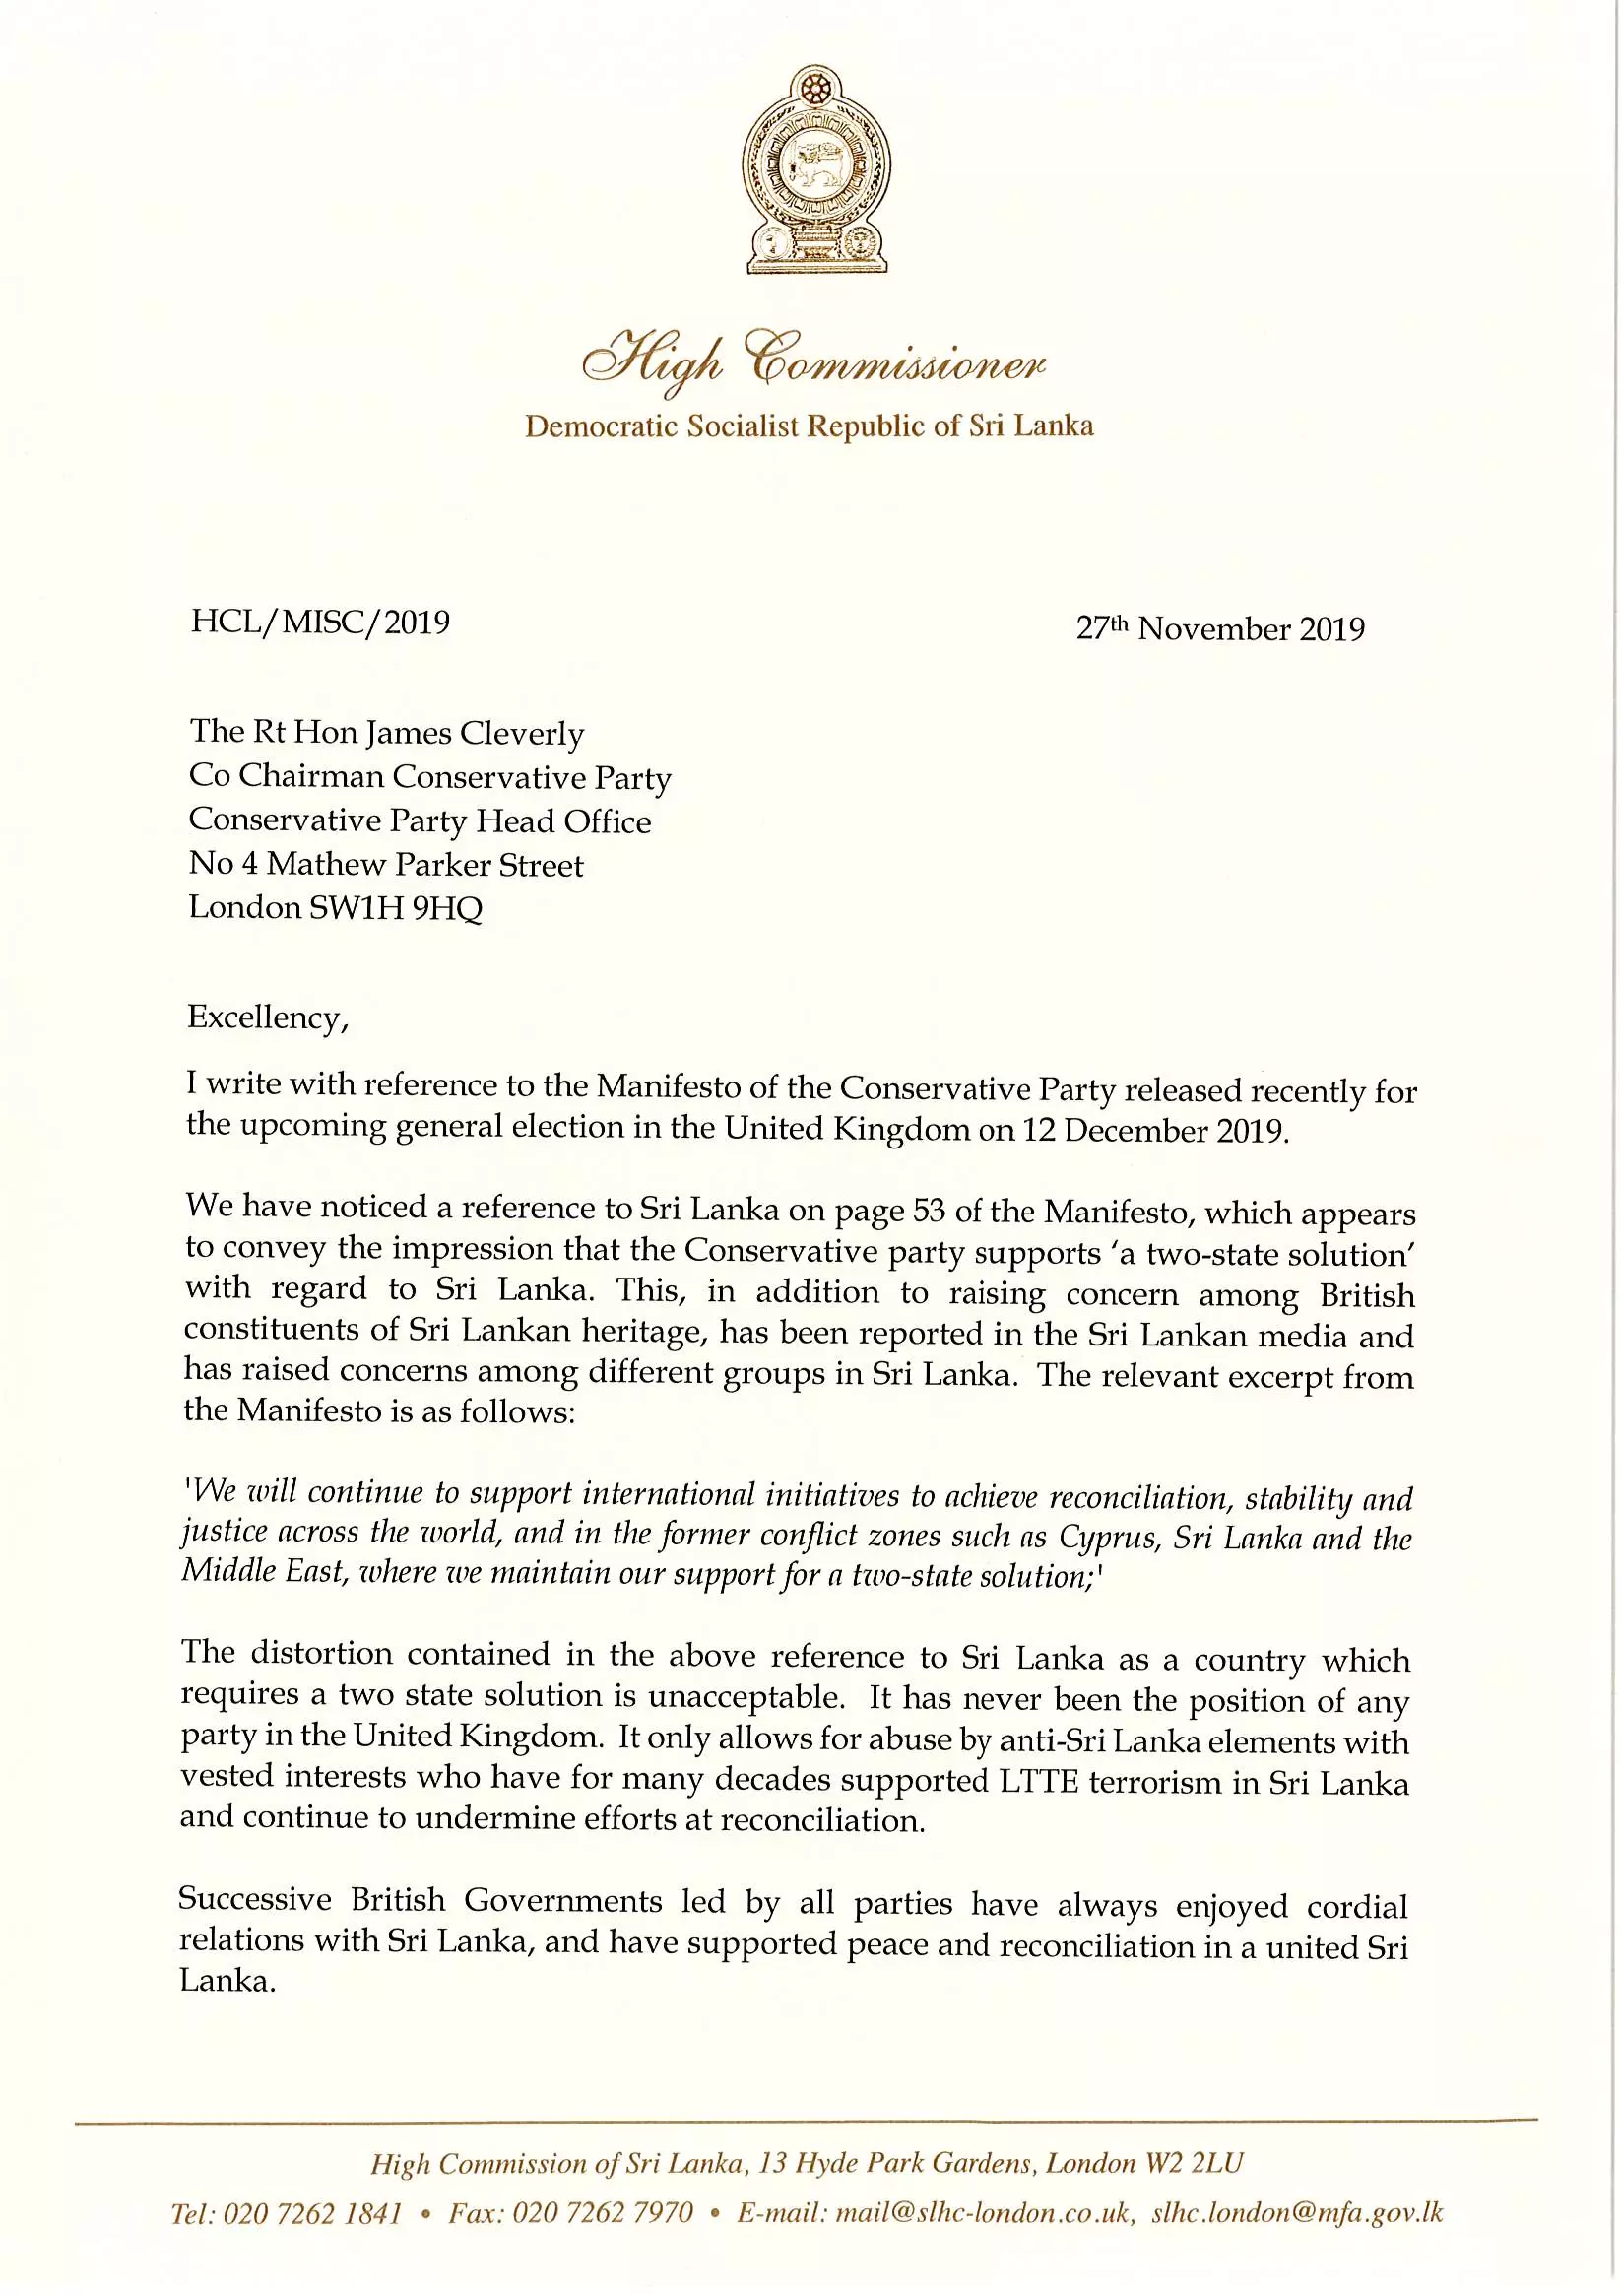 High Commissioner
Democratic Socialist Republic of Sri Lanka
HCL/MISC/2019
27th November 2019
The Rt Hon James Cleverly
Co Chairman Conservative Party
Conservative Party Head Office
No 4 Mathew Parker Street
London SW1H 9HQ
Excellency,
I write with reference to the Manifesto of the Conservative Party released recently for
the upcoming general election in the United Kingdom on 12 December 2019.
We have noticed a reference to Sri Lanka on page 53 of the Manifesto, which appears
to convey the impression that the Conservative party supports 'a two-state solution'
with regard to Sri Lanka. This, in addition to raising concern among British
constituents of Sri Lankan heritage, has been reported in the Sri Lankan media and
has raised concerns among different groups in Sri Lanka. The relevant excerpt from
the Manifesto is as follows:
'We will continue to support international initiatives to achieve reconciliation, stability and
justice across the world, and in the former conflict zones such as Cyprus, Sri Lanka and the
Middle East, where we maintain our support for a two-state solution;'
The distortion contained in the above reference to Sri Lanka as a country which
requires a two state solution is unacceptable. It has never been the position of any
party in the United Kingdom. It only allows for abuse by anti-Sri Lanka elements with
vested interests who have for many decades supported LTTE terrorism in Sri Lanka
and continue to undermine efforts at reconciliation.
Successive British Governments led by all parties have always enjoyed cordial
relations with Sri Lanka, and have supported peace and reconciliation in a united Sri
Lanka.
High Commission of Sri Lanka, 13 Hyde Park Gardens, London W2 2LU
Tel: 020 7262 1841 • Fax: 020 7262 7970 • E-mail: mail@slhc-london.co.uk, slhc.london@mfa.gov.lk